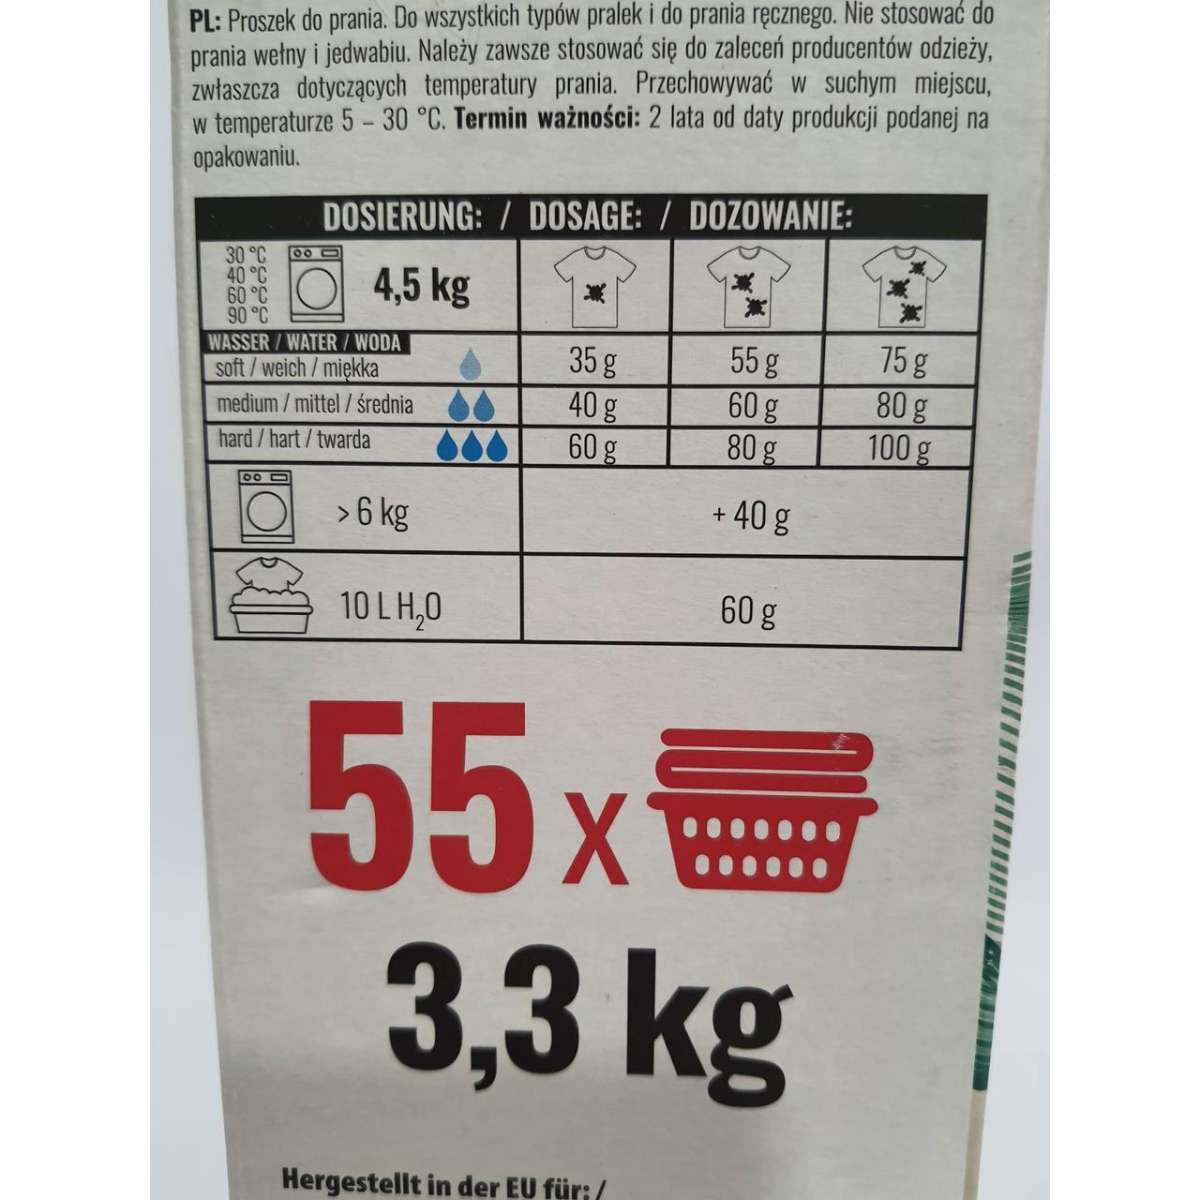 PL: Proszek do prania. Do wszystkich typów pralek i do prania ręcznego. Nie stosować do
prania wełny i jedwabiu. Należy zawsze stosować się do zaleceń producentów odzieży,
zwłaszcza dotyczących temperatury prania. Przechowywać w suchym miejscu,
w temperaturze 5 – 30 °C. Termin ważności: 2 lata od daty produkcji podanej na
opakowaniu.
DOSIERUNG: / DOSAGE: / DOZOWANIE:
30 °C
40 °C
60 °C
90 °C
4,5 kg
WASSER / WATER / WODA
soft / weich / miękka 35 g 55 g 75 g
medium / mittel / średnia 40 g 60 g 80 g
hard / hart / twarda 60 g 80 g 100 g
> 6 kg + 40 g
10 L H₂O 60 g
55 x
3,3 kg
Hergestellt in der EU für: /